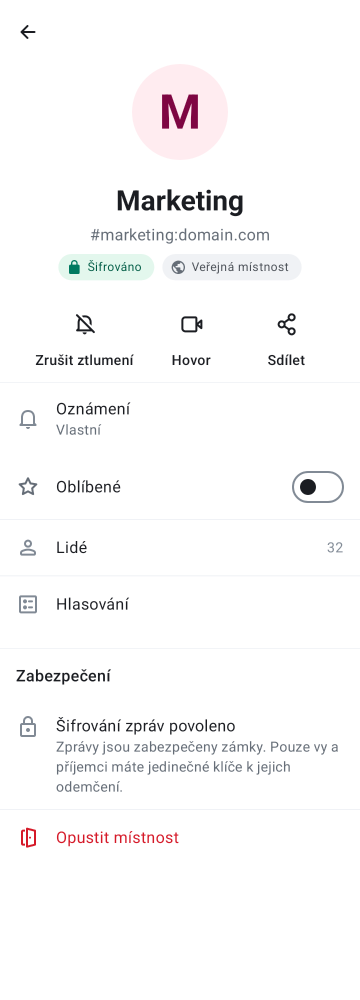 M
Marketing
#marketing:domain.com
Šifrováno Veřejná místnost
Zrušit ztlumení Hovor Sdílet
Oznámení
Vlastní
Oblíbené
Lidé 32
Hlasování
Zabezpečení
Šifrování zpráv povoleno
Zprávy jsou zabezpečeny zámky. Pouze vy a
příjemci máte jedinečné klíče k jejich
odemčení.
Opustit místnost